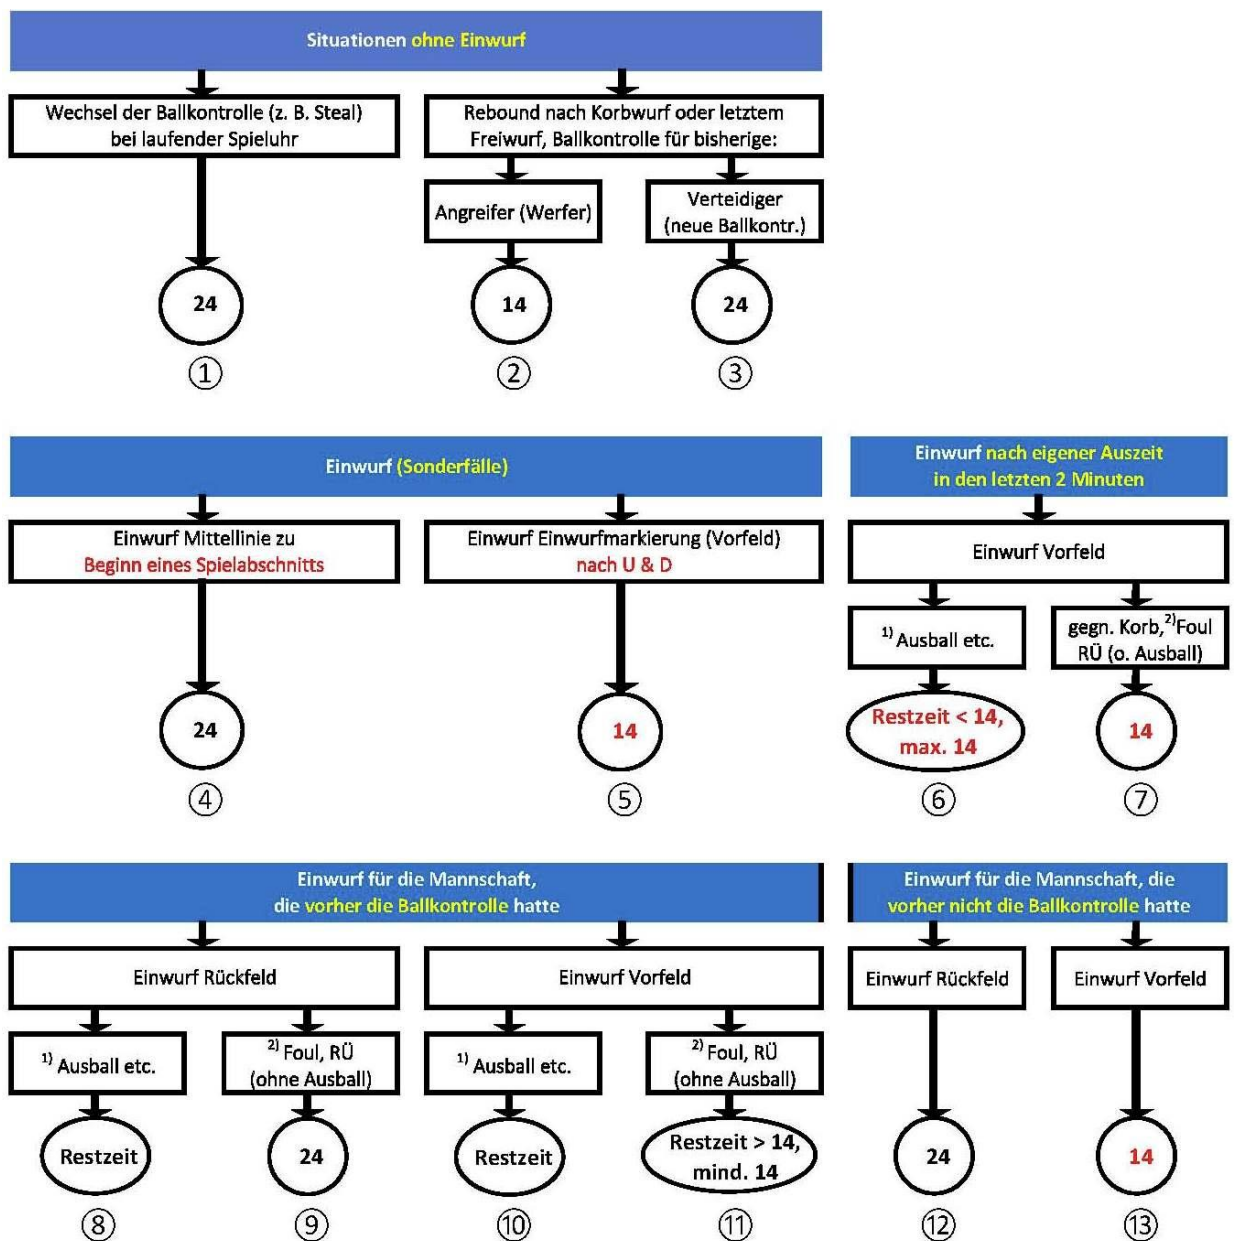 Situationen ohne Einwurf
Wechsel der Ballkontrolle (z. B. Steal)
bei laufender Spieluhr
Rebound nach Korbwurf oder letztem
Freiwurf, Ballkontrolle für bisherige:
Angreifer (Werfer)
Verteidiger
(neue Ballkontr.)
24
14
24
①
②
③
Einwurf (Sonderfälle)
Einwurf nach eigener Auszeit
in den letzten 2 Minuten
Einwurf Mittellinie zu
Beginn eines Spielabschnitts
Einwurf Einwurfmarkierung (Vorfeld)
nach U & D
Einwurf Vorfeld
1) Ausball etc.
gegn. Korb, 2) Foul
RÜ (o. Ausball)
24
14
Restzeit < 14,
max. 14
14
④
⑤
⑥
⑦
Einwurf für die Mannschaft,
die vorher die Ballkontrolle hatte
Einwurf für die Mannschaft, die
vorher nicht die Ballkontrolle hatte
Einwurf Rückfeld
Einwurf Vorfeld
Einwurf Rückfeld
Einwurf Vorfeld
1) Ausball etc.
2) Foul, RÜ
(ohne Ausball)
1) Ausball etc.
2) Foul, RÜ
(ohne Ausball)
Restzeit
24
Restzeit
Restzeit > 14,
mind. 14
24
14
⑧
⑨
⑩
⑪
⑫
⑬